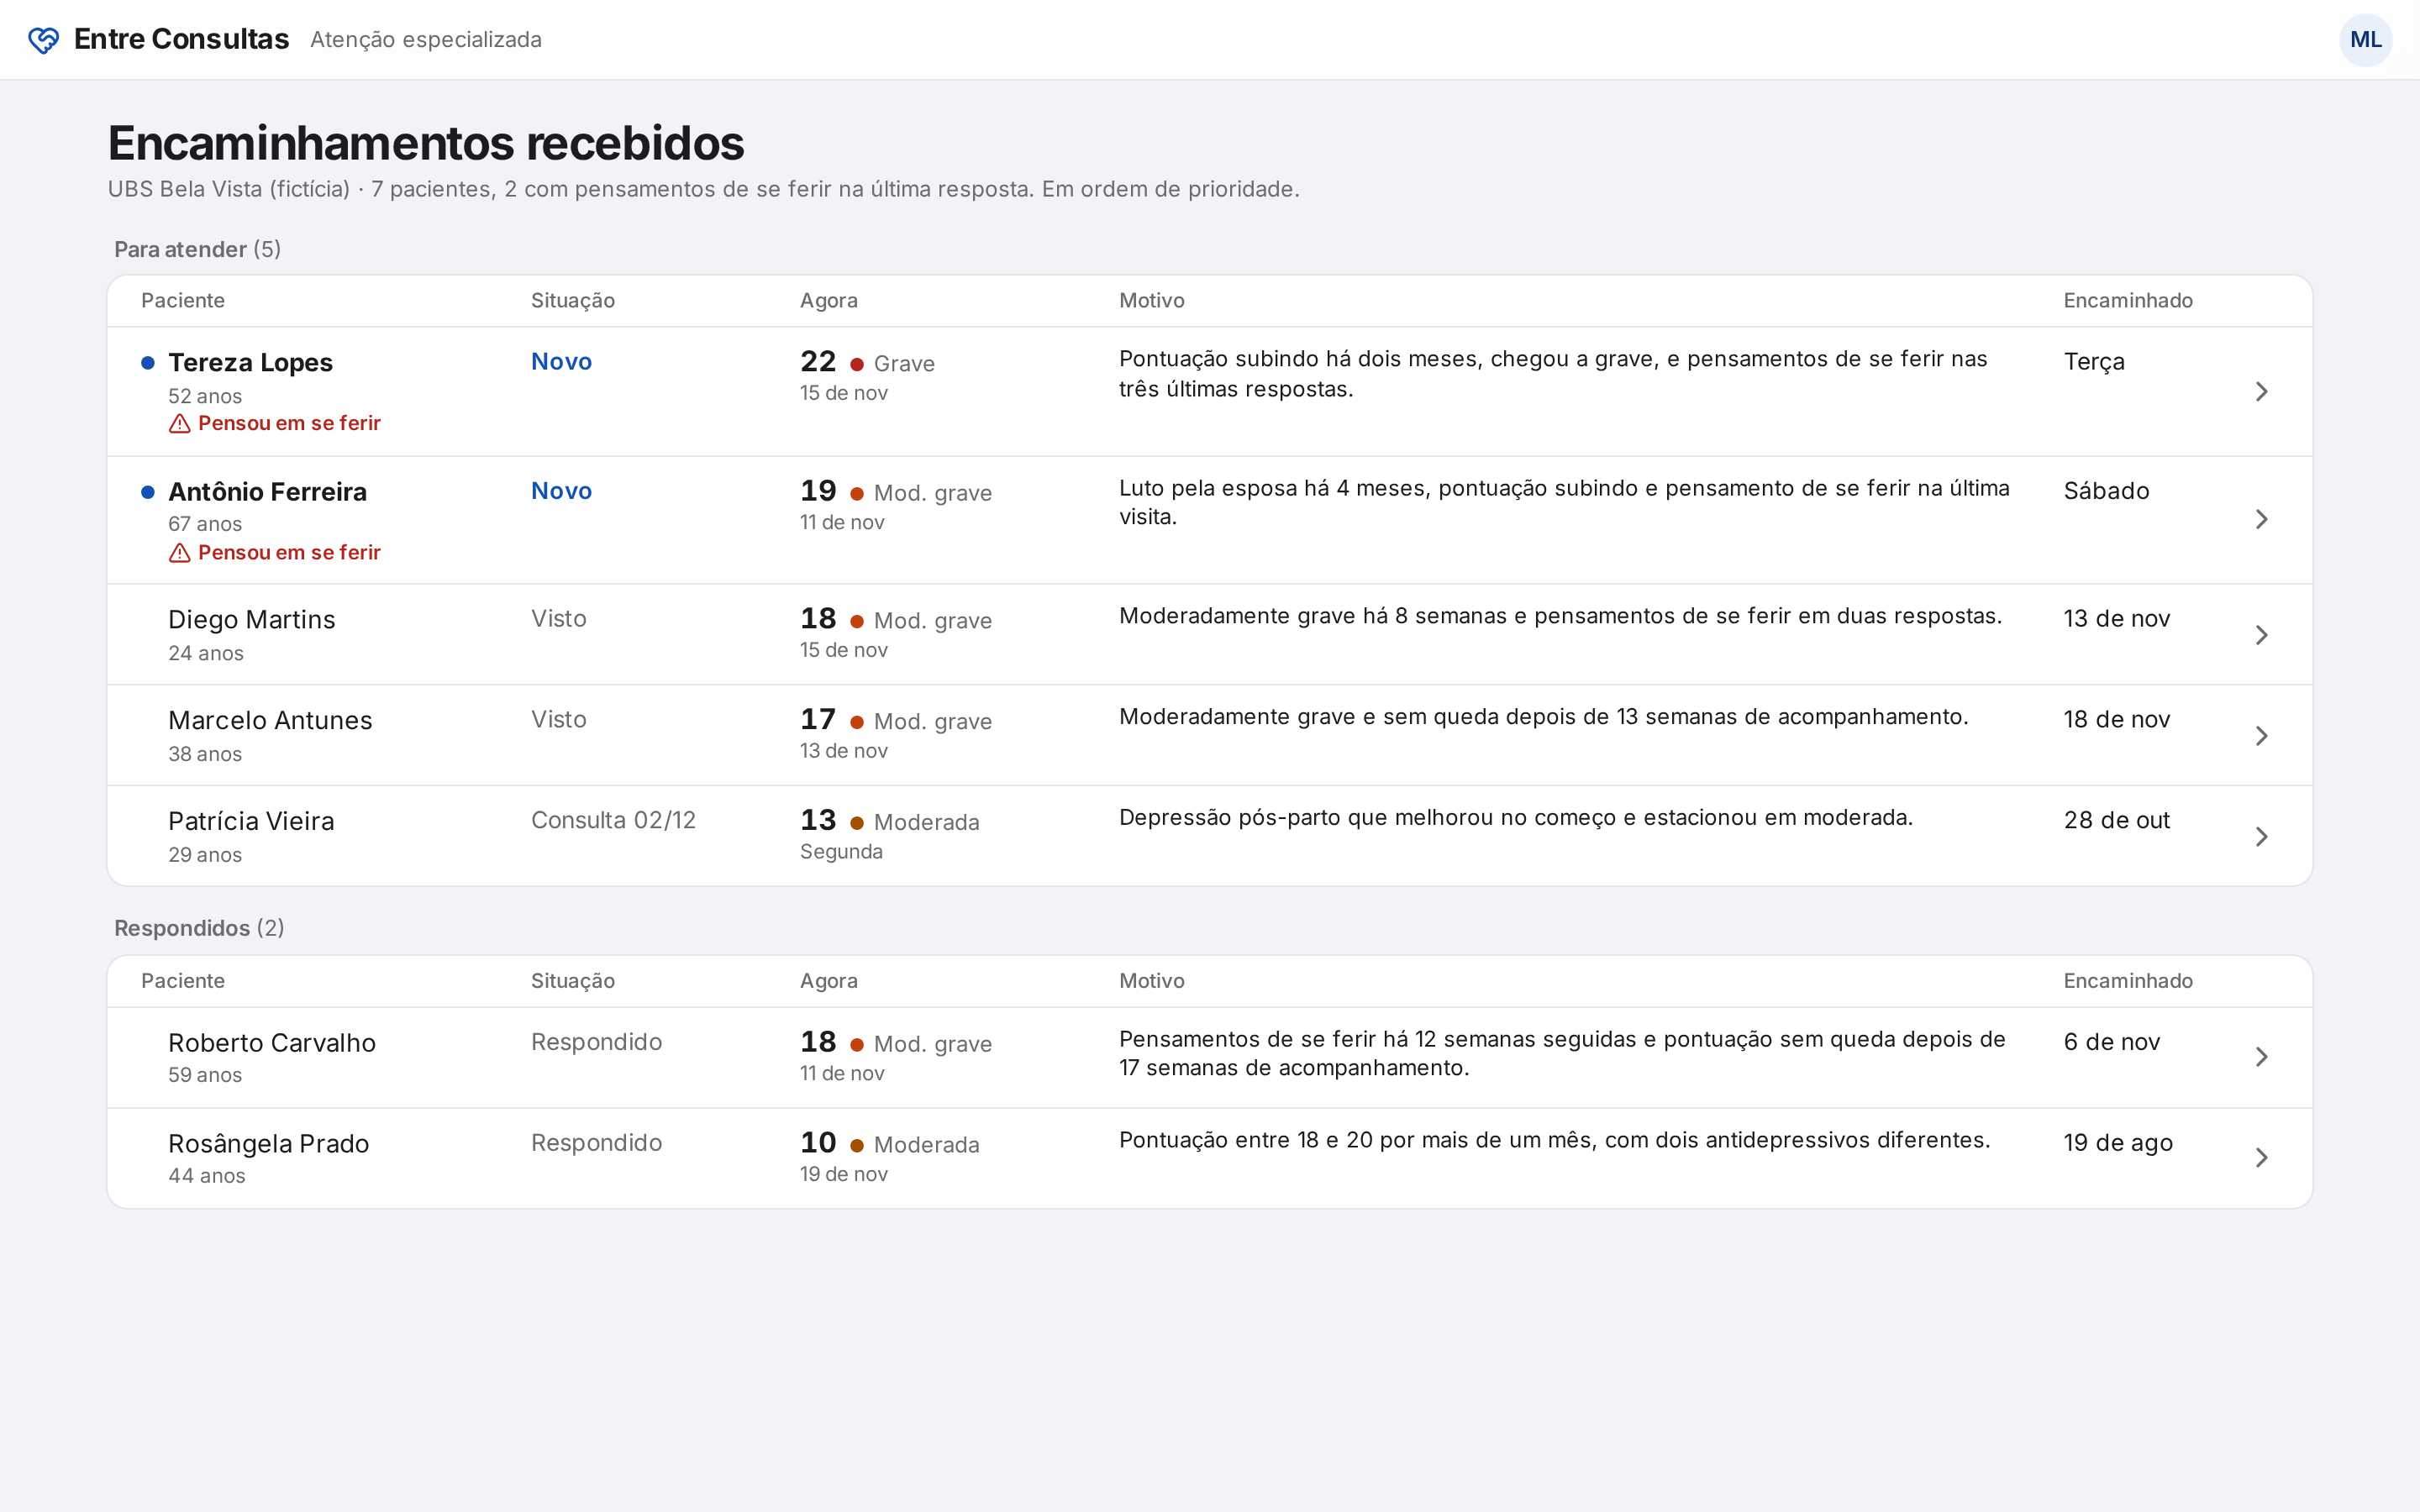 Entre Consultas Atenção especializada ML
Encaminhamentos recebidos
UBS Bela Vista (fictícia) · 7 pacientes, 2 com pensamentos de se ferir na última resposta. Em ordem de prioridade.
Para atender (5)
Paciente Situação Agora Motivo Encaminhado
Tereza Lopes Novo 22 Grave Pontuação subindo há dois meses, chegou a grave, e pensamentos de se ferir nas Terça
52 anos 15 de nov três últimas respostas.
Pensou em se ferir
Antônio Ferreira Novo 19 Mod. grave Luto pela esposa há 4 meses, pontuação subindo e pensamento de se ferir na última Sábado
67 anos 11 de nov visita.
Pensou em se ferir
Diego Martins Visto 18 Mod. grave Moderadamente grave há 8 semanas e pensamentos de se ferir em duas respostas. 13 de nov
24 anos 15 de nov
Marcelo Antunes Visto 17 Mod. grave Moderadamente grave e sem queda depois de 13 semanas de acompanhamento. 18 de nov
38 anos 13 de nov
Patrícia Vieira Consulta 02/12 13 Moderada Depressão pós-parto que melhorou no começo e estacionou em moderada. 28 de out
29 anos Segunda
Respondidos (2)
Paciente Situação Agora Motivo Encaminhado
Roberto Carvalho Respondido 18 Mod. grave Pensamentos de se ferir há 12 semanas seguidas e pontuação sem queda depois de 6 de nov
59 anos 11 de nov 17 semanas de acompanhamento.
Rosângela Prado Respondido 10 Moderada Pontuação entre 18 e 20 por mais de um mês, com dois antidepressivos diferentes. 19 de ago
44 anos 19 de nov